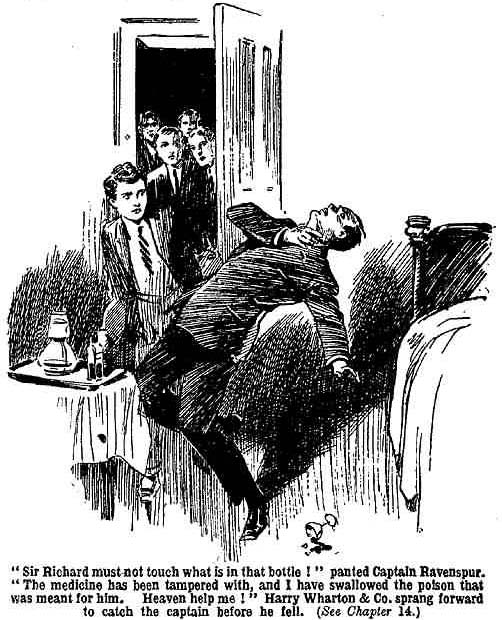 "Sir Richard must not touch what is in that bottle!" panted Captain Ravenspur.
"The medicine has been tampered with, and I have swallowed the poison that
was meant for him. Heaven help me!" Harry Wharton & Co. sprang forward
to catch the captain before he fell. (See Chapter 14.)